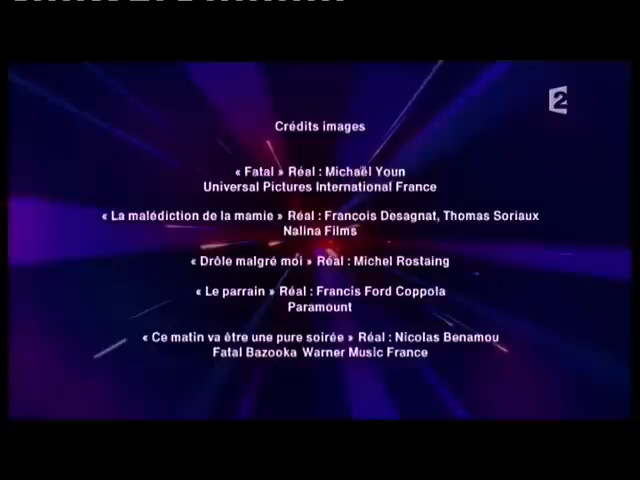 2
Crédits images
« Fatal » Réal : Michaël Youn
Universal Pictures International France
« La malédiction de la mamie » Réal : Francois Desagnat, Thomas Soriaux
Nalina Films
« Drôle malgré moi » Réal : Michel Rostaing
« Le parrain » Réal : Francis Ford Coppola
Paramount
« Ce matin va être une pure soirée » Réal : Nicolas Benamou
Fatal Bazooka Warner Music France